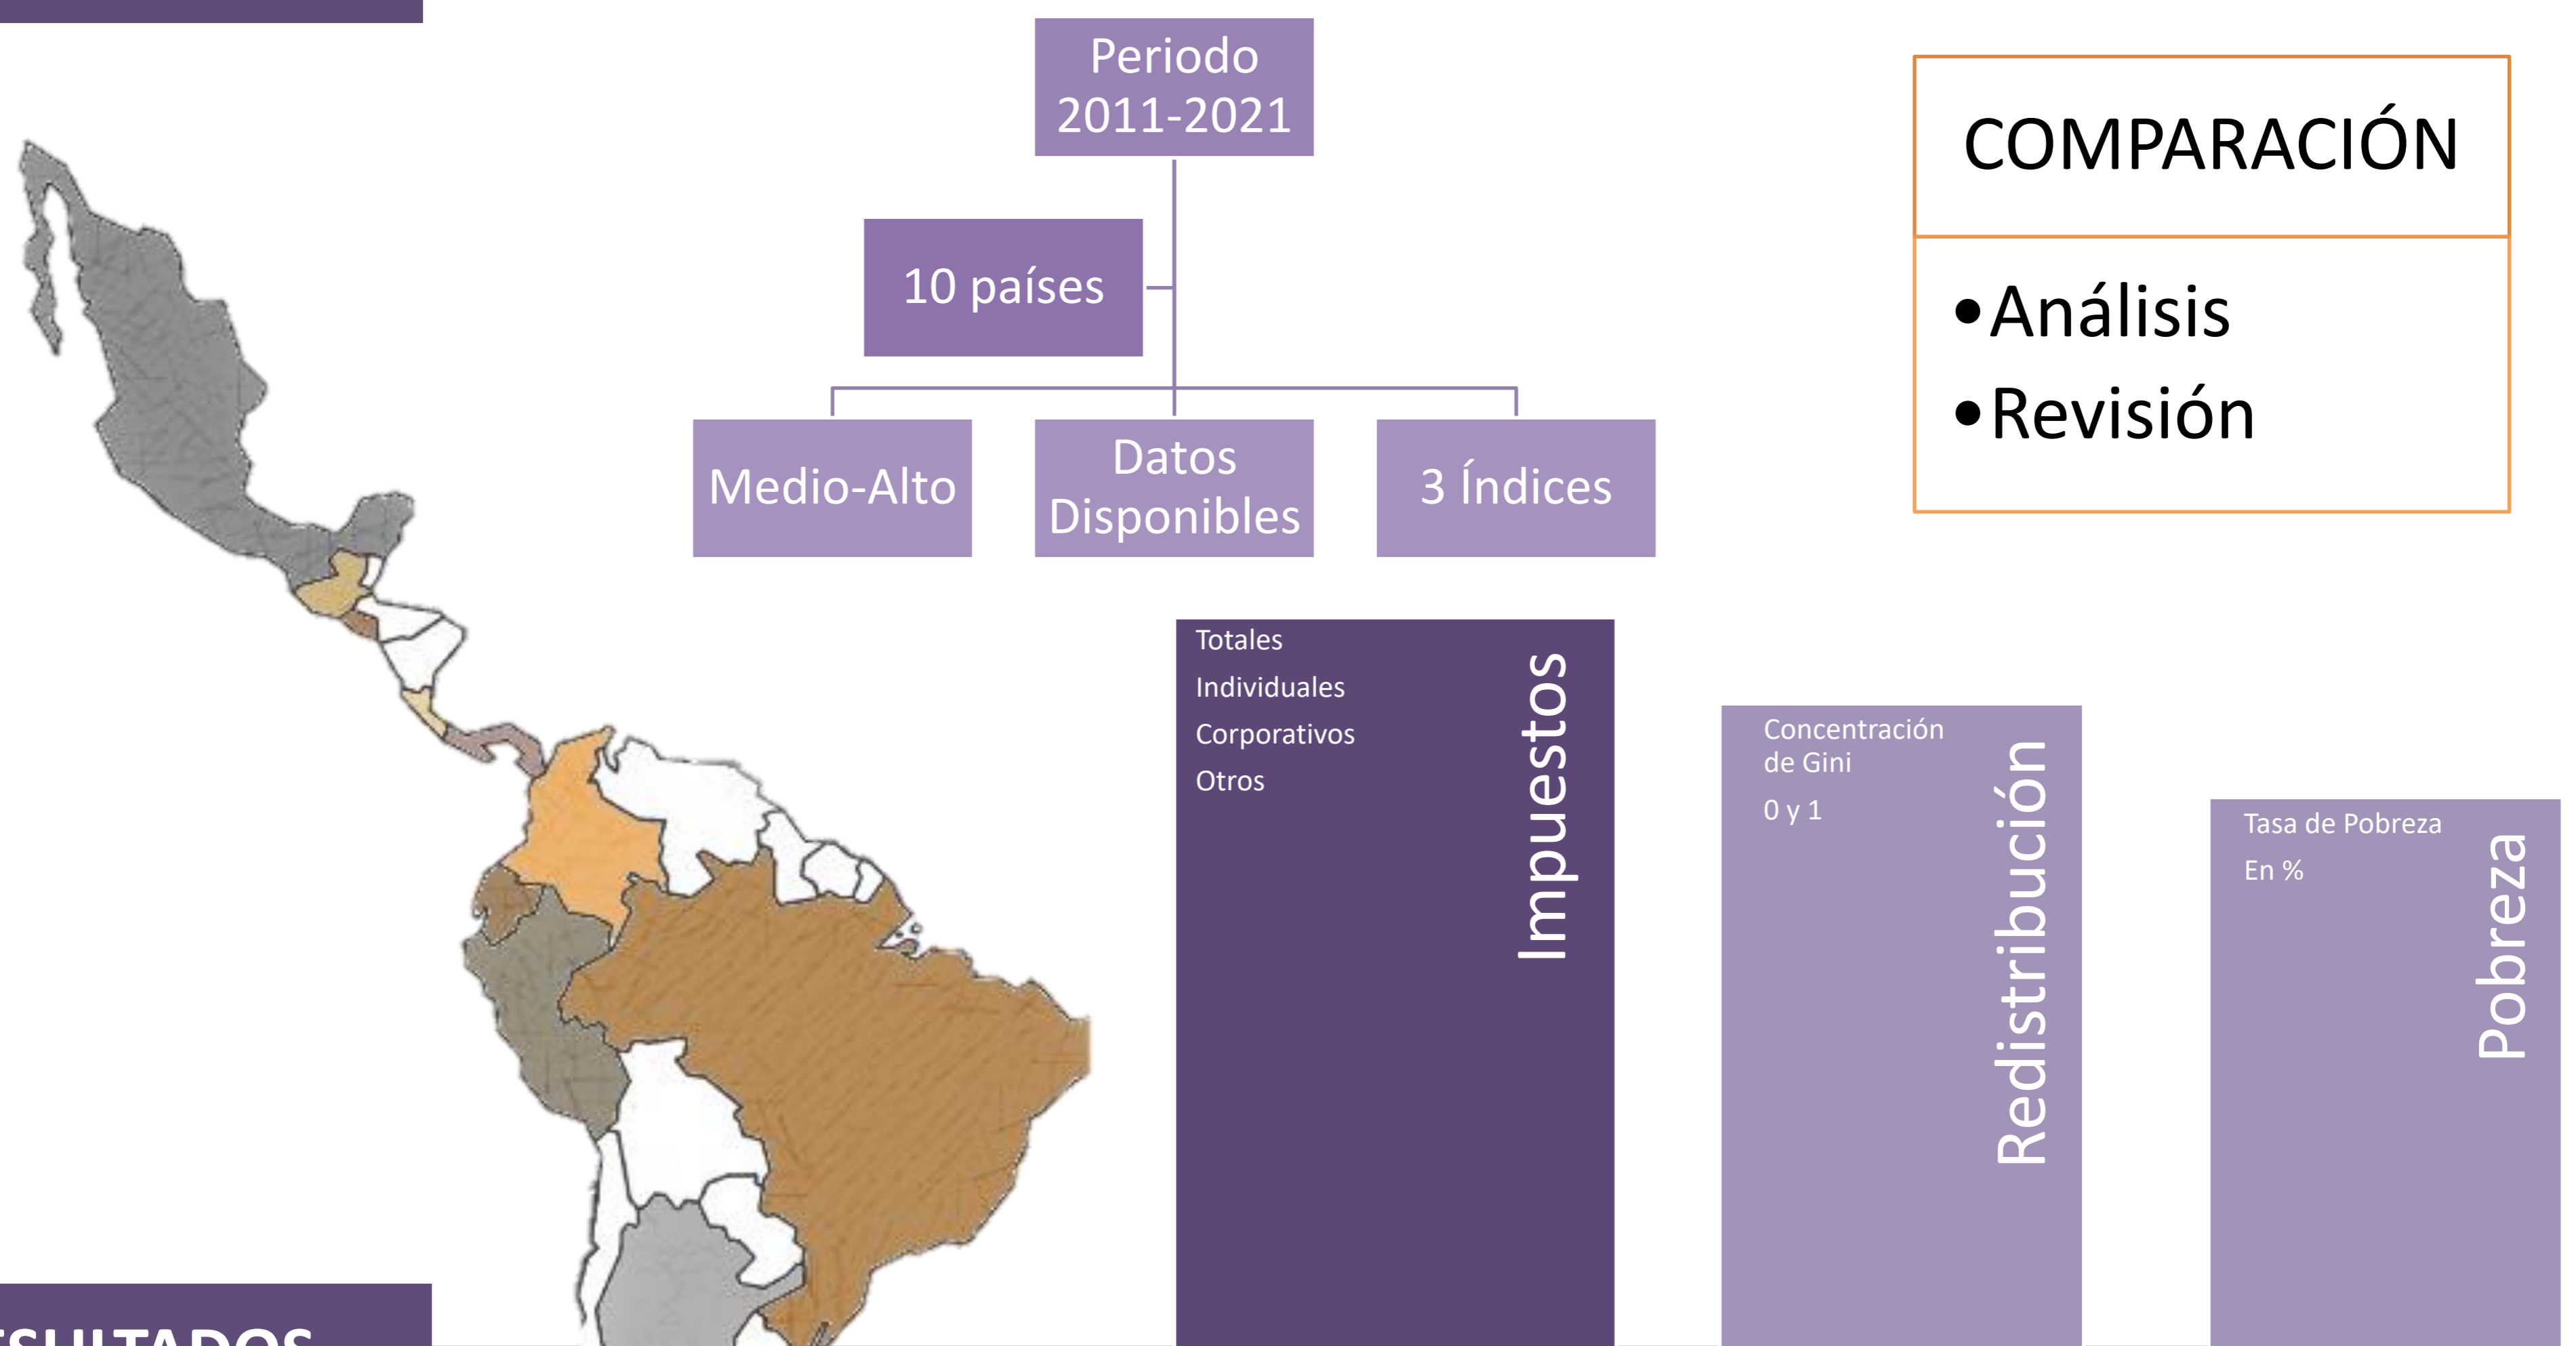 Periodo
2011-2021
10 países
Medio-Alto
Datos
Disponibles
3 Índices
COMPARACIÓN
•Análisis
•Revisión
Totales
Individuales
Corporativos
Otros
Impuestos
Concentración
de Gini
0 y 1
Redistribución
Tasa de Pobreza
En %
Pobreza